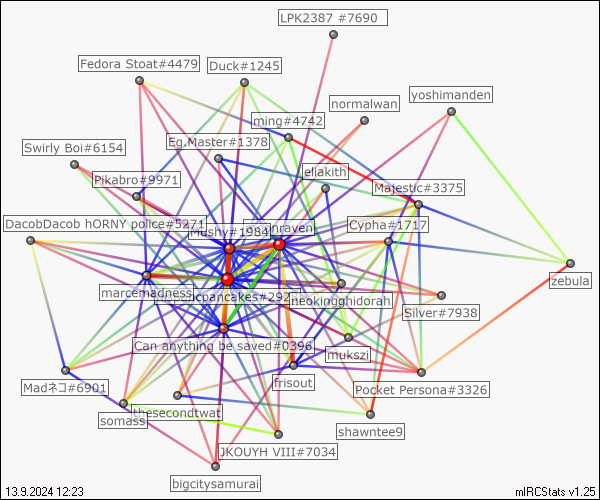 LPK2387 #7690
Fedora Stoat#4479
Duck#1245
yoshimanden
normalwan
ming#4742
Eg.Master#1378
Swirly Boi#6154
eliakith
Pikabro#9971
Majestic#3375
DacobDacob hORNY police#5271
Mushy#1984
nraven
Cypha#1717
zebula
marcemadness
cpancakes#292
neokingghidorah
Silver#7938
Can anything be saved#0396
mukszi
Madネコ#6901
frisout
Pocket Persona#3326
thesecondtwat
somass
shawntee9
JKOUYH VIII#7034
bigcitysamurai
13.9.2024 12:23
mIRCStats v1.25